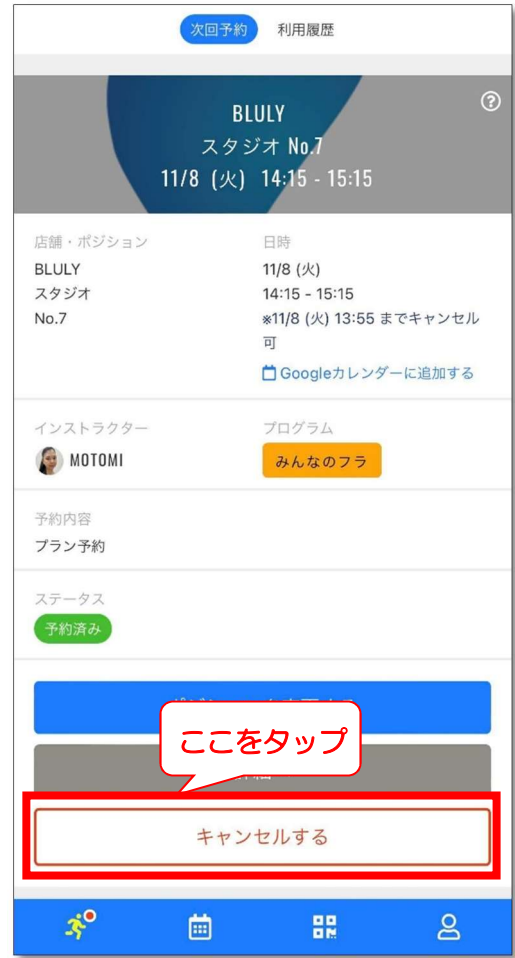 次回予約 利用履歴
BLULY
スタジオ No.7
11/8 (火) 14:15 - 15:15
店舗・ポジション
BLULY
スタジオ
No.7
日時
11/8 (火)
14:15 - 15:15
※11/8 (火) 13:55 までキャンセル
可
Googleカレンダーに追加する
インストラクター
MOTOMI
プログラム
みんなのフラ
予約内容
プラン予約
ステータス
予約済み
ここをタップ
キャンセルする